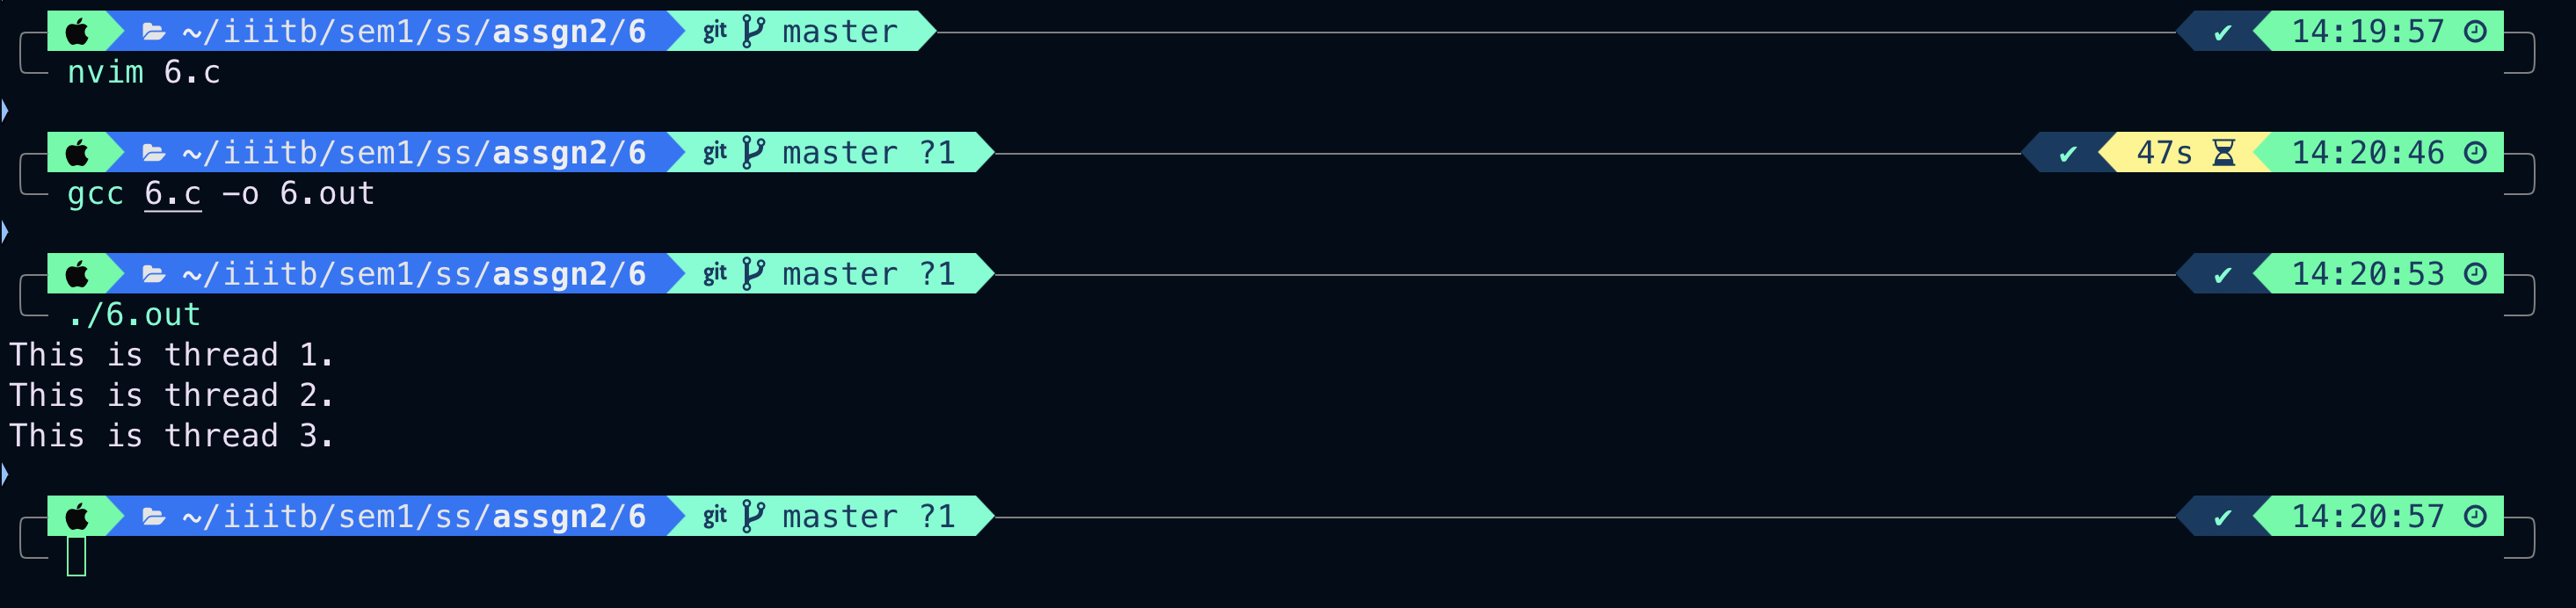 ~/iiitb/sem1/ss/assgn2/6 git master ✔ 14:19:57
nvim 6.c
~/iiitb/sem1/ss/assgn2/6 git master ?1 ✔ 47s 14:20:46
gcc 6.c -o 6.out
~/iiitb/sem1/ss/assgn2/6 git master ?1 ✔ 14:20:53
./6.out
This is thread 1.
This is thread 2.
This is thread 3.
~/iiitb/sem1/ss/assgn2/6 git master ?1 ✔ 14:20:57